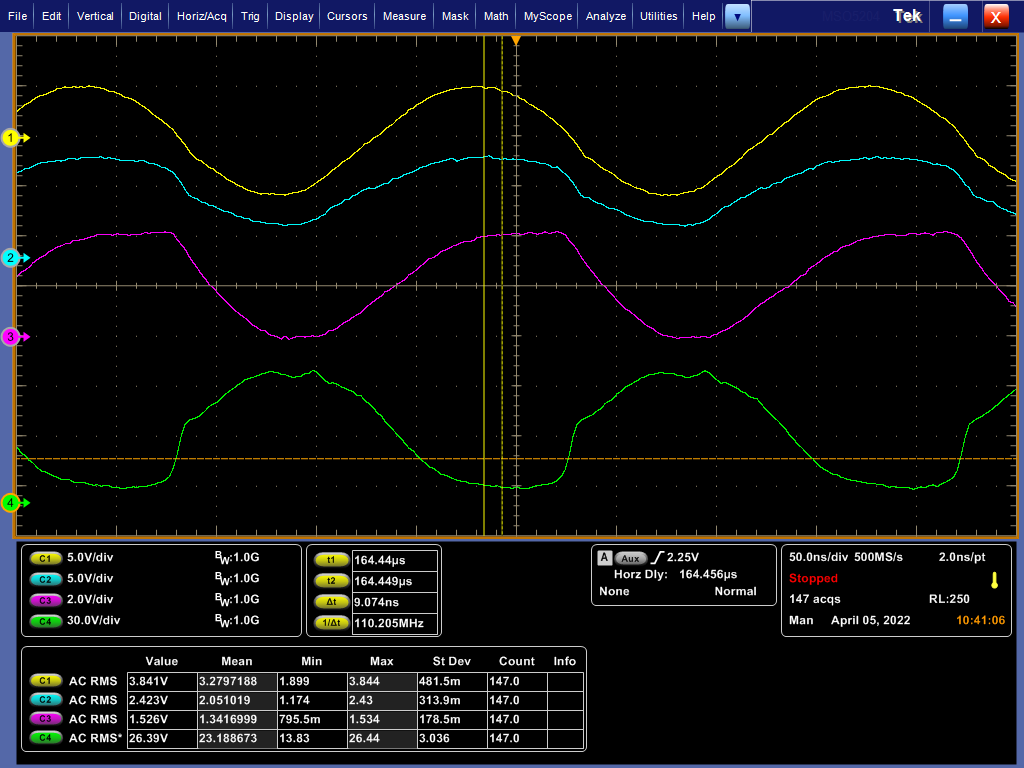 File Edit Vertical Digital Horiz/Acq Trig Display Cursors Measure Mask Math MyScope Analyze Utilities Help Tek X
1
2
3
4
C1 5.0V/div BW:1.0G
C2 5.0V/div BW:1.0G
C3 2.0V/div BW:1.0G
C4 30.0V/div BW:1.0G
t1 164.44µs
t2 164.449µs
Δt 9.074ns
1/Δt 110.205MHz
A Aux 2.25V
Horz Dly: 164.456µs
None Normal
50.0ns/div 500MS/s 2.0ns/pt
Stopped
147 acqs RL:250
Man April 05, 2022 10:41:06
Value Mean Min Max St Dev Count Info
C1 AC RMS 3.841V 3.2797188 1.899 3.844 481.5m 147.0
C2 AC RMS 2.423V 2.051019 1.174 2.43 313.9m 147.0
C3 AC RMS 1.526V 1.3416999 795.5m 1.534 178.5m 147.0
C4 AC RMS* 26.39V 23.188673 13.83 26.44 3.036 147.0